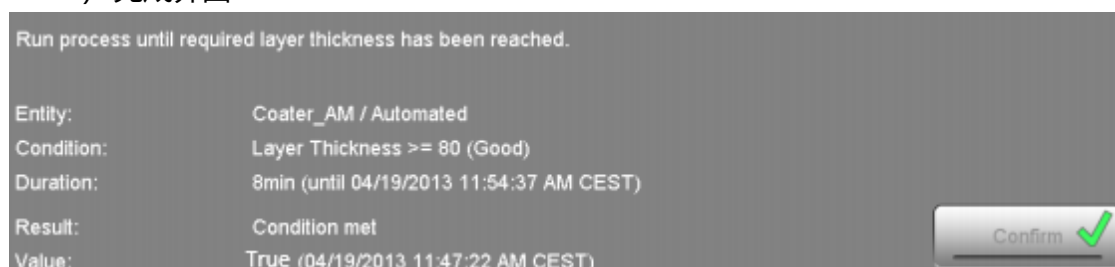 Run process until required layer thickness has been reached.
Entity: Coater_AM / Automated
Condition: Layer Thickness >= 80 (Good)
Duration: 8min (until 04/19/2013 11:54:37 AM CEST)
Result: Condition met
Confirm
Value: True (04/19/2013 11:47:22 AM CEST)